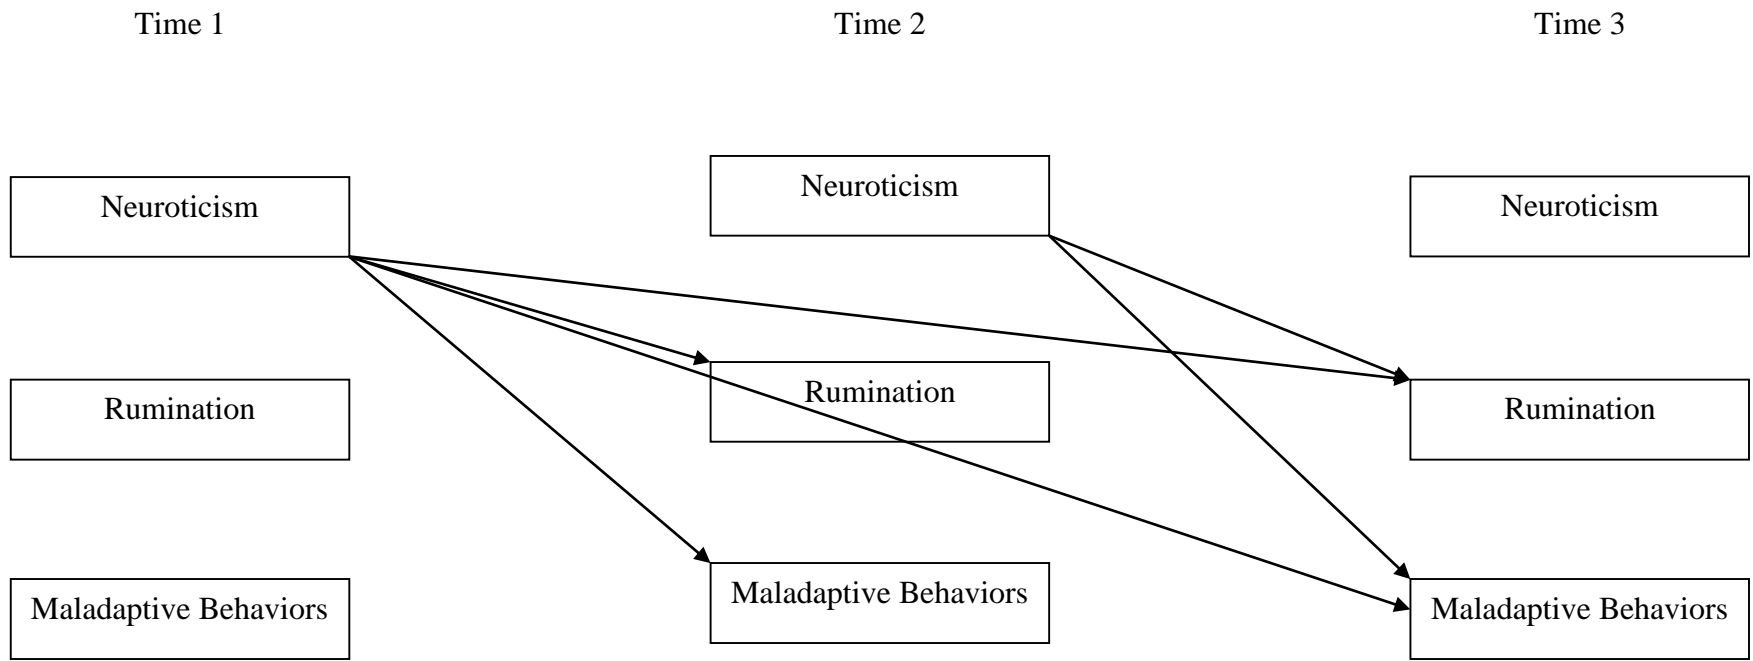 Time 1
Time 2
Time 3
Neuroticism
Neuroticism
Neuroticism
Rumination
Rumination
Rumination
Maladaptive Behaviors
Maladaptive Behaviors
Maladaptive Behaviors